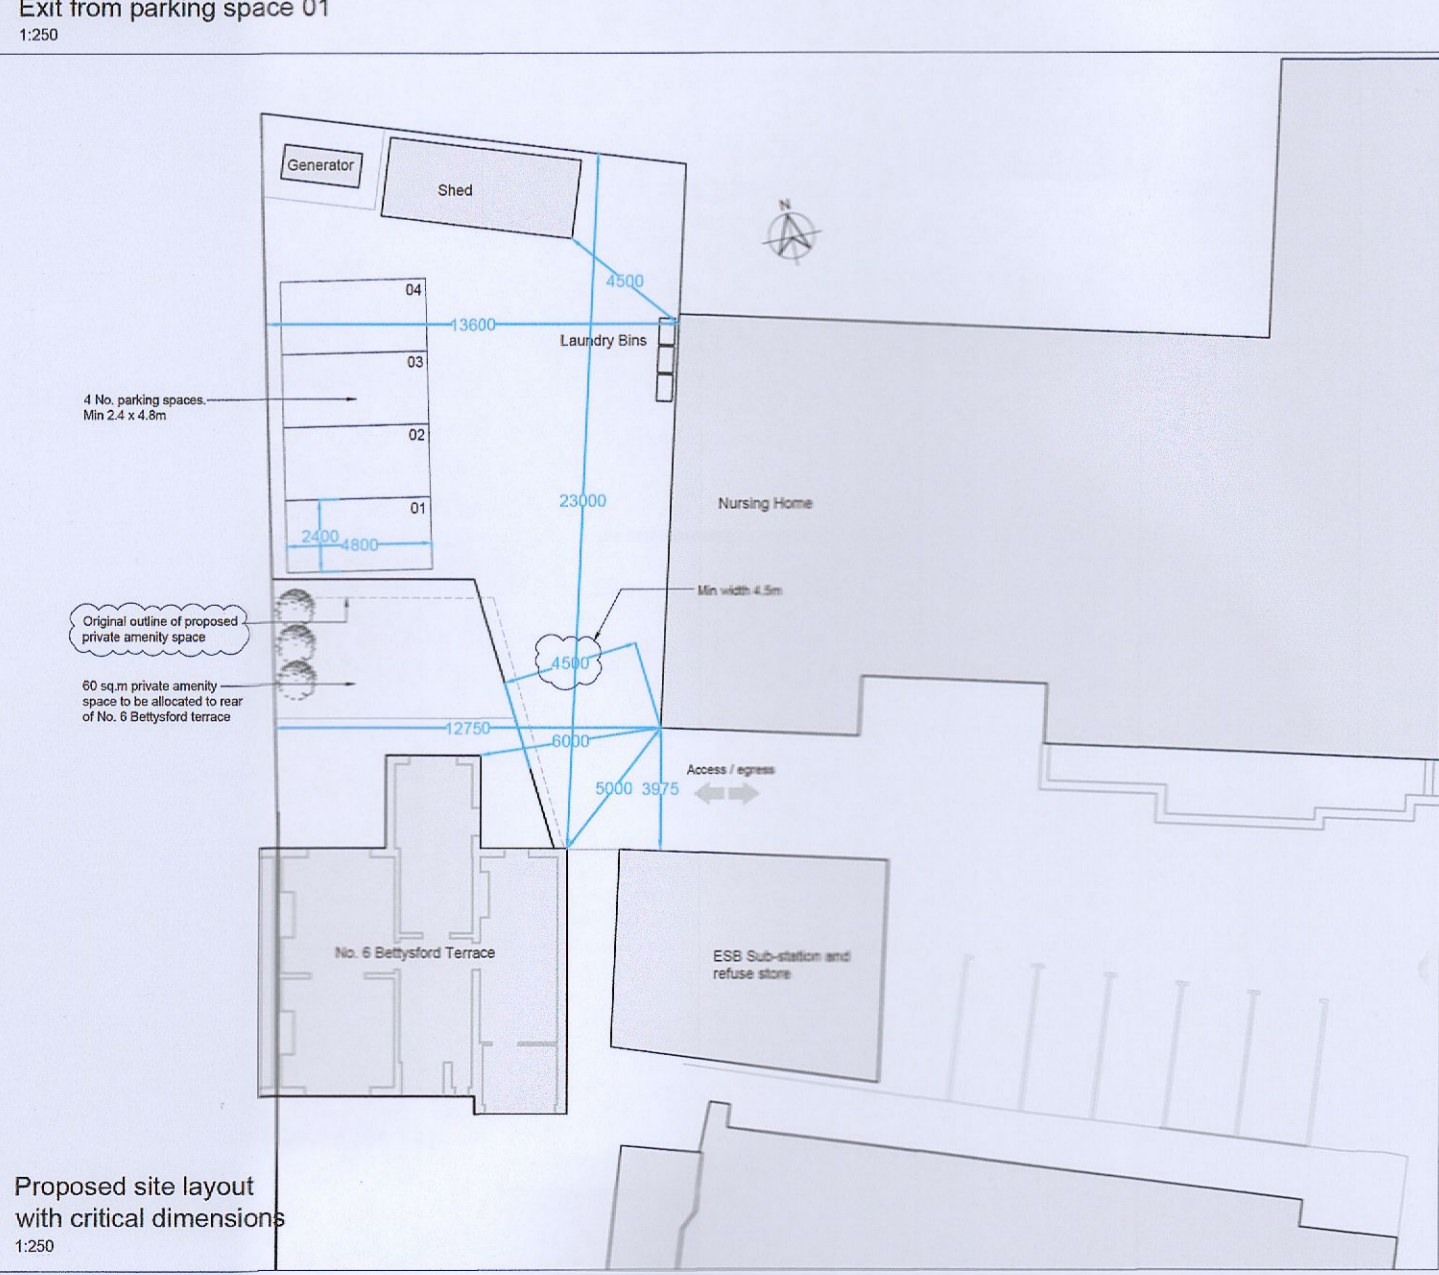 Exit from parking space 01
1:250
Generator
Shed
N
4500
04
13600
Laundry Bins
03
4 No. parking spaces.
Min 2.4 x 4.8m
02
23000
Nursing Home
01
2400
4800
Min width 4.5m
Original outline of proposed
private amenity space
4500
60 sq.m private amenity
space to be allocated to rear
of No. 6 Bettysford terrace
12750
6000
Access / egress
5000
3975
No. 6 Bettysford Terrace
ESB Sub-station and
refuse store
Proposed site layout
with critical dimensions
1:250